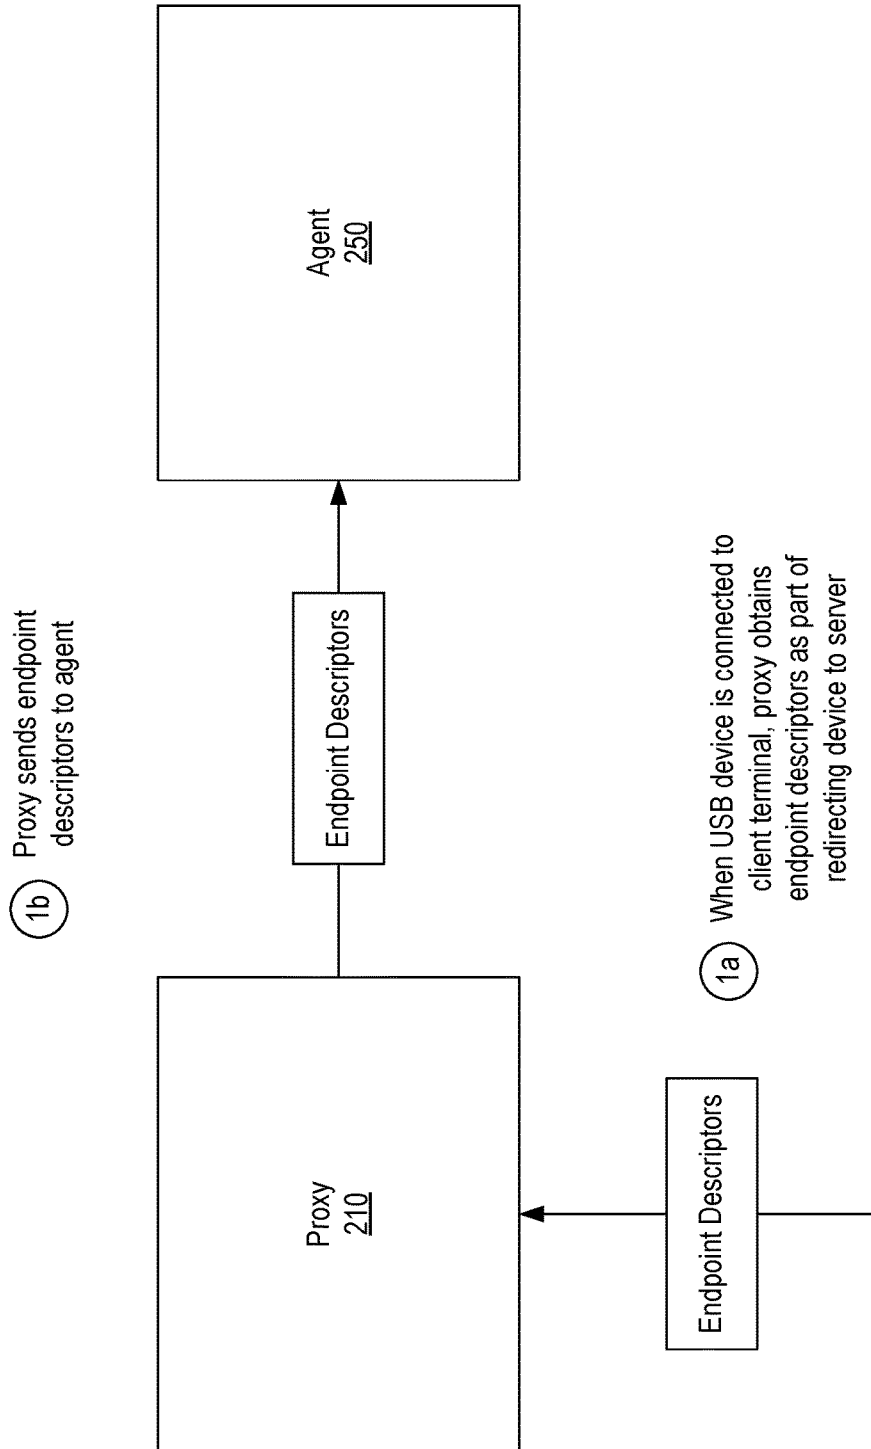 1b
Proxy sends endpoint
descriptors to agent
Proxy
210
Endpoint Descriptors
Agent
250
Endpoint Descriptors
1a
When USB device is connected to
client terminal, proxy obtains
endpoint descriptors as part of
redirecting device to server